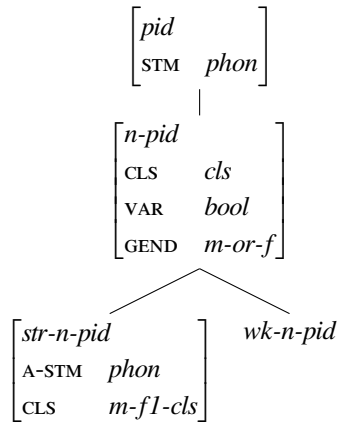 pid
STM phon
n-pid
CLS cls
VAR bool
GEND m-or-f
str-n-pid wk-n-pid
A-STM phon
CLS m-f1-cls